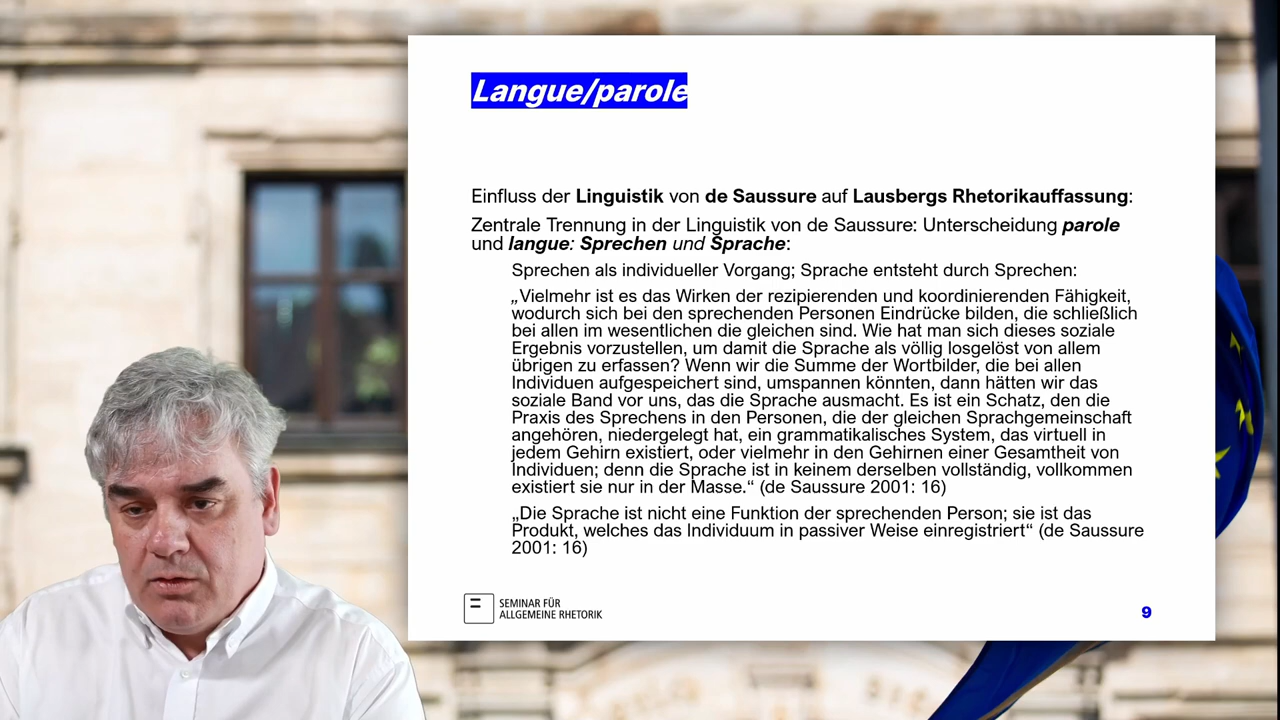 Langue/parole
Einfluss der Linguistik von de Saussure auf Lausbergs Rhetorikauffassung:
Zentrale Trennung in der Linguistik von de Saussure: Unterscheidung parole
und langue: Sprechen und Sprache:
Sprechen als individueller Vorgang; Sprache entsteht durch Sprechen:
„Vielmehr ist es das Wirken der rezipierenden und koordinierenden Fähigkeit,
wodurch sich bei den sprechenden Personen Eindrücke bilden, die schließlich
bei allen im wesentlichen die gleichen sind. Wie hat man sich dieses soziale
Ergebnis vorzustellen, um damit die Sprache als völlig losgelöst von allem
übrigen zu erfassen? Wenn wir die Summe der Wortbilder, die bei allen
Individuen aufgespeichert sind, umspannen könnten, dann hätten wir das
soziale Band vor uns, das die Sprache ausmacht. Es ist ein Schatz, den die
Praxis des Sprechens in den Personen, die der gleichen Sprachgemeinschaft
angehören, niedergelegt hat, ein grammatikalisches System, das virtuell in
jedem Gehirn existiert, oder vielmehr in den Gehirnen einer Gesamtheit von
Individuen; denn die Sprache ist in keinem derselben vollständig, vollkommen
existiert sie nur in der Masse.“ (de Saussure 2001: 16)
„Die Sprache ist nicht eine Funktion der sprechenden Person; sie ist das
Produkt, welches das Individuum in passiver Weise einregistriert“ (de Saussure
2001: 16)
SEMINAR FÜR
ALLGEMEINE RHETORIK
9